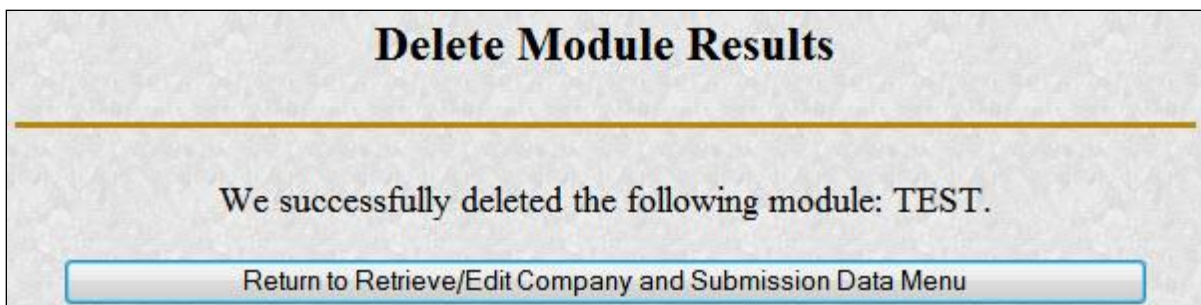 Delete Module Results
We successfully deleted the following module: TEST.
Return to Retrieve/Edit Company and Submission Data Menu